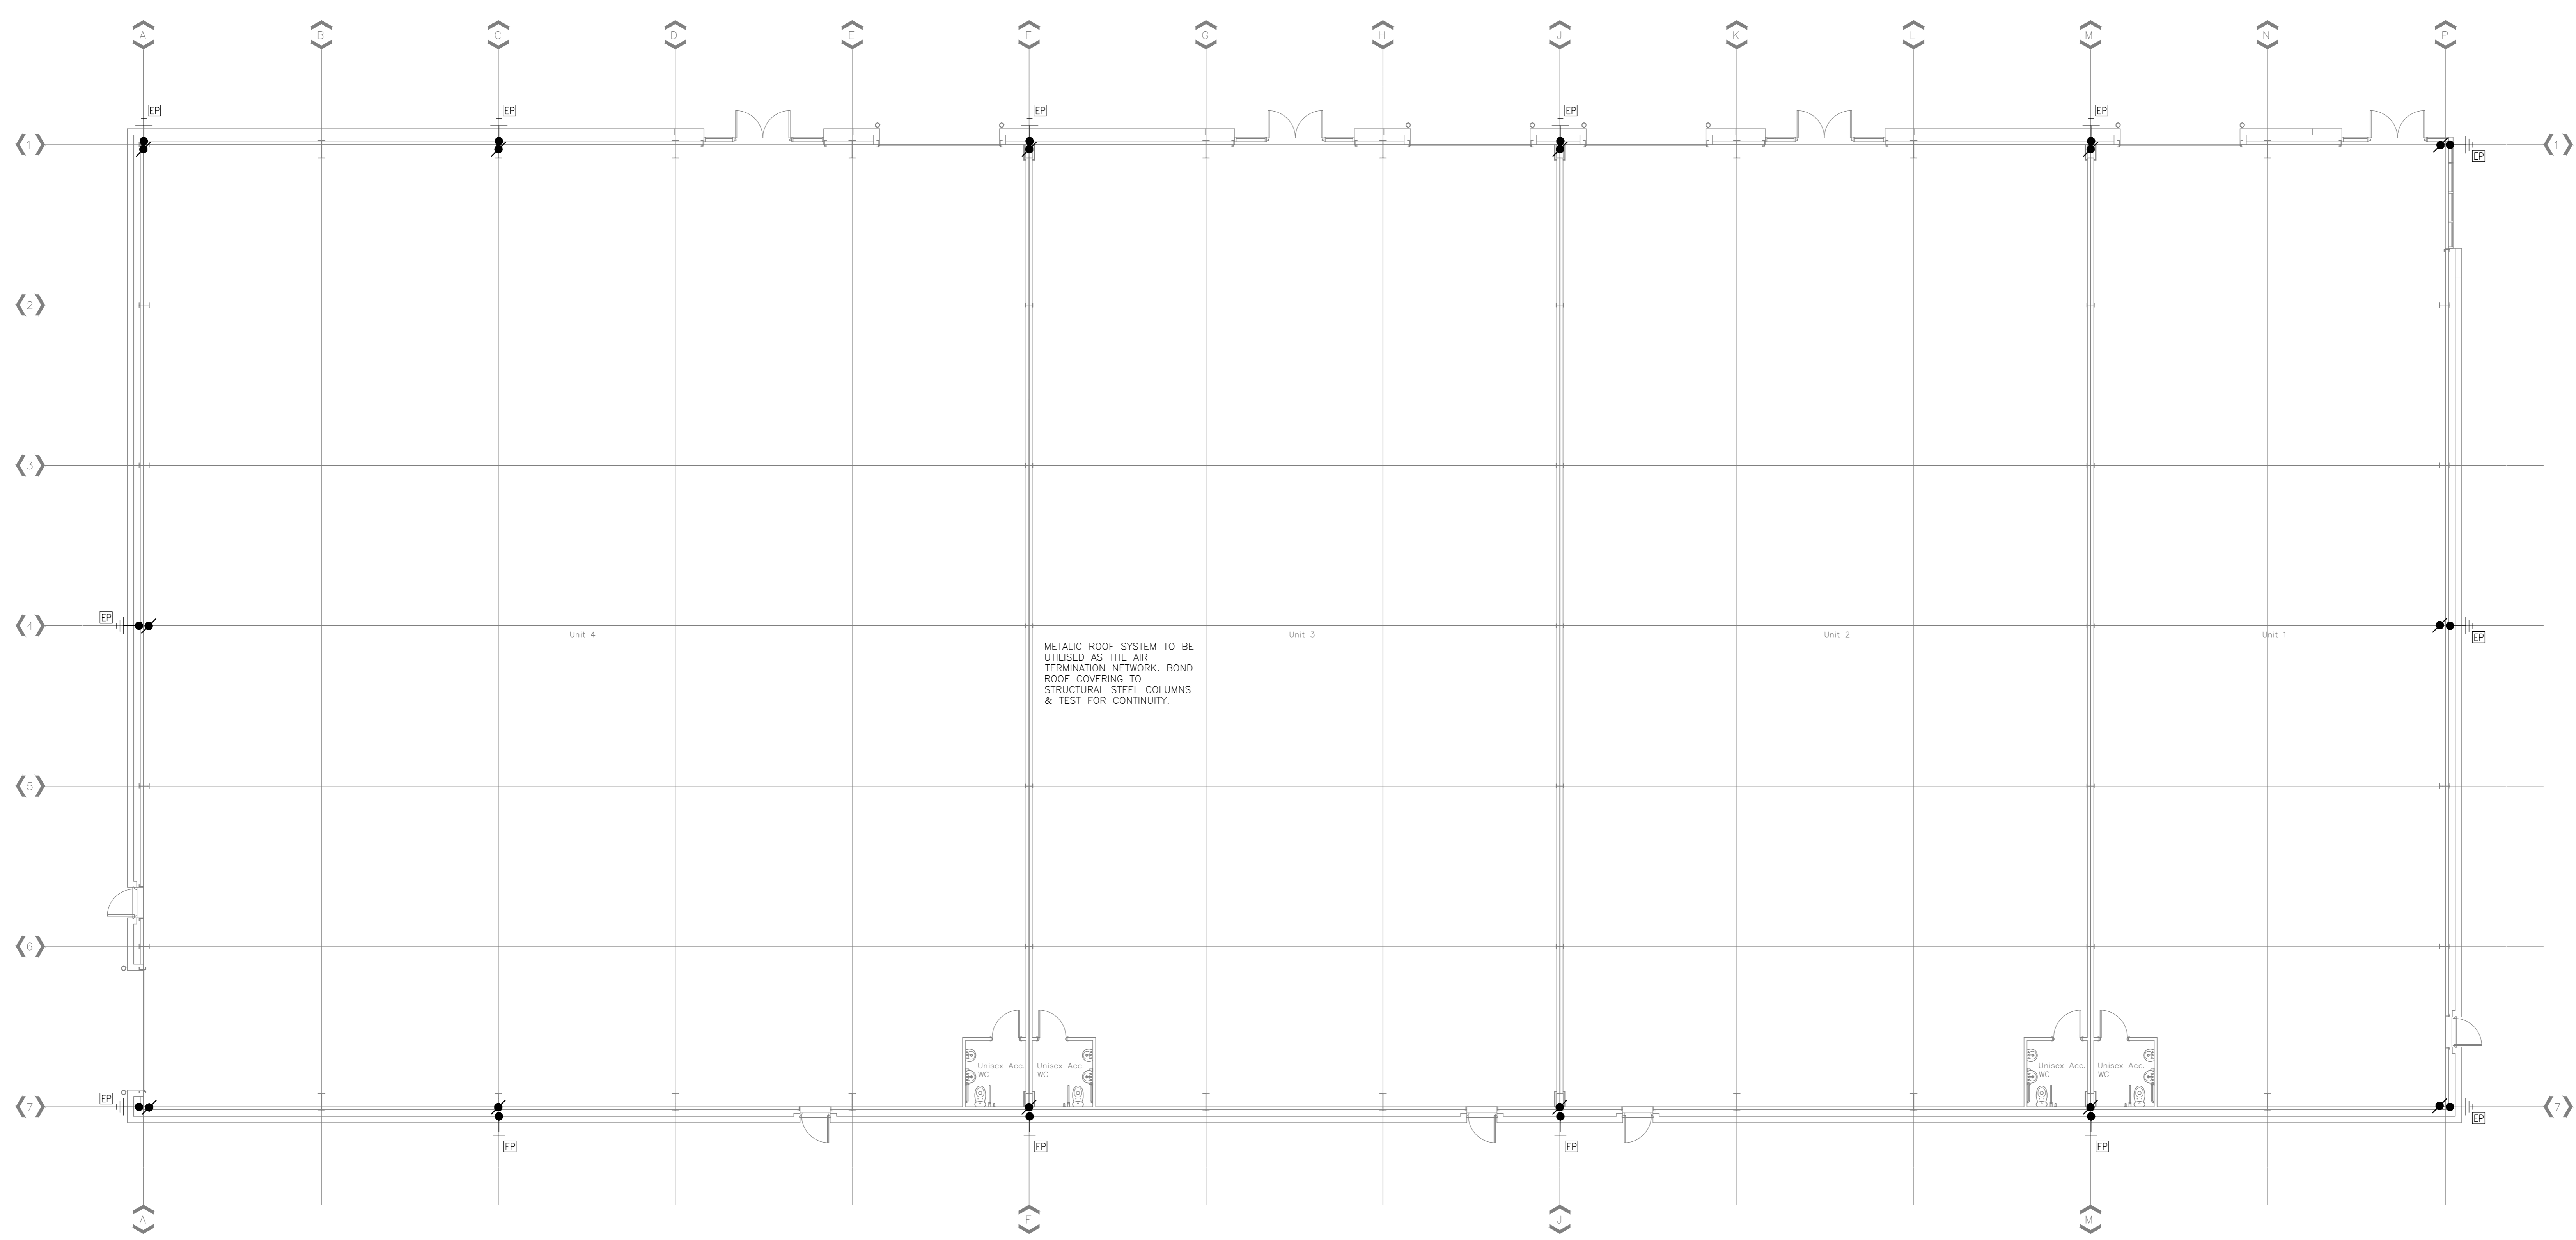 A B C D E F G H J K L M N P
EP EP EP EP EP
1 1
EP
2
3
EP
4
EP
Unit 4 Unit 3 Unit 2 Unit 1
METALIC ROOF SYSTEM TO BE
UTILISED AS THE AIR
TERMINATION NETWORK. BOND
ROOF COVERING TO
STRUCTURAL STEEL COLUMNS
& TEST FOR CONTINUITY.
5
6
Unisex Acc. Unisex Acc. Unisex Acc. Unisex Acc.
WC WC WC WC
EP
7 7
EP
EP EP EP EP
A F J M